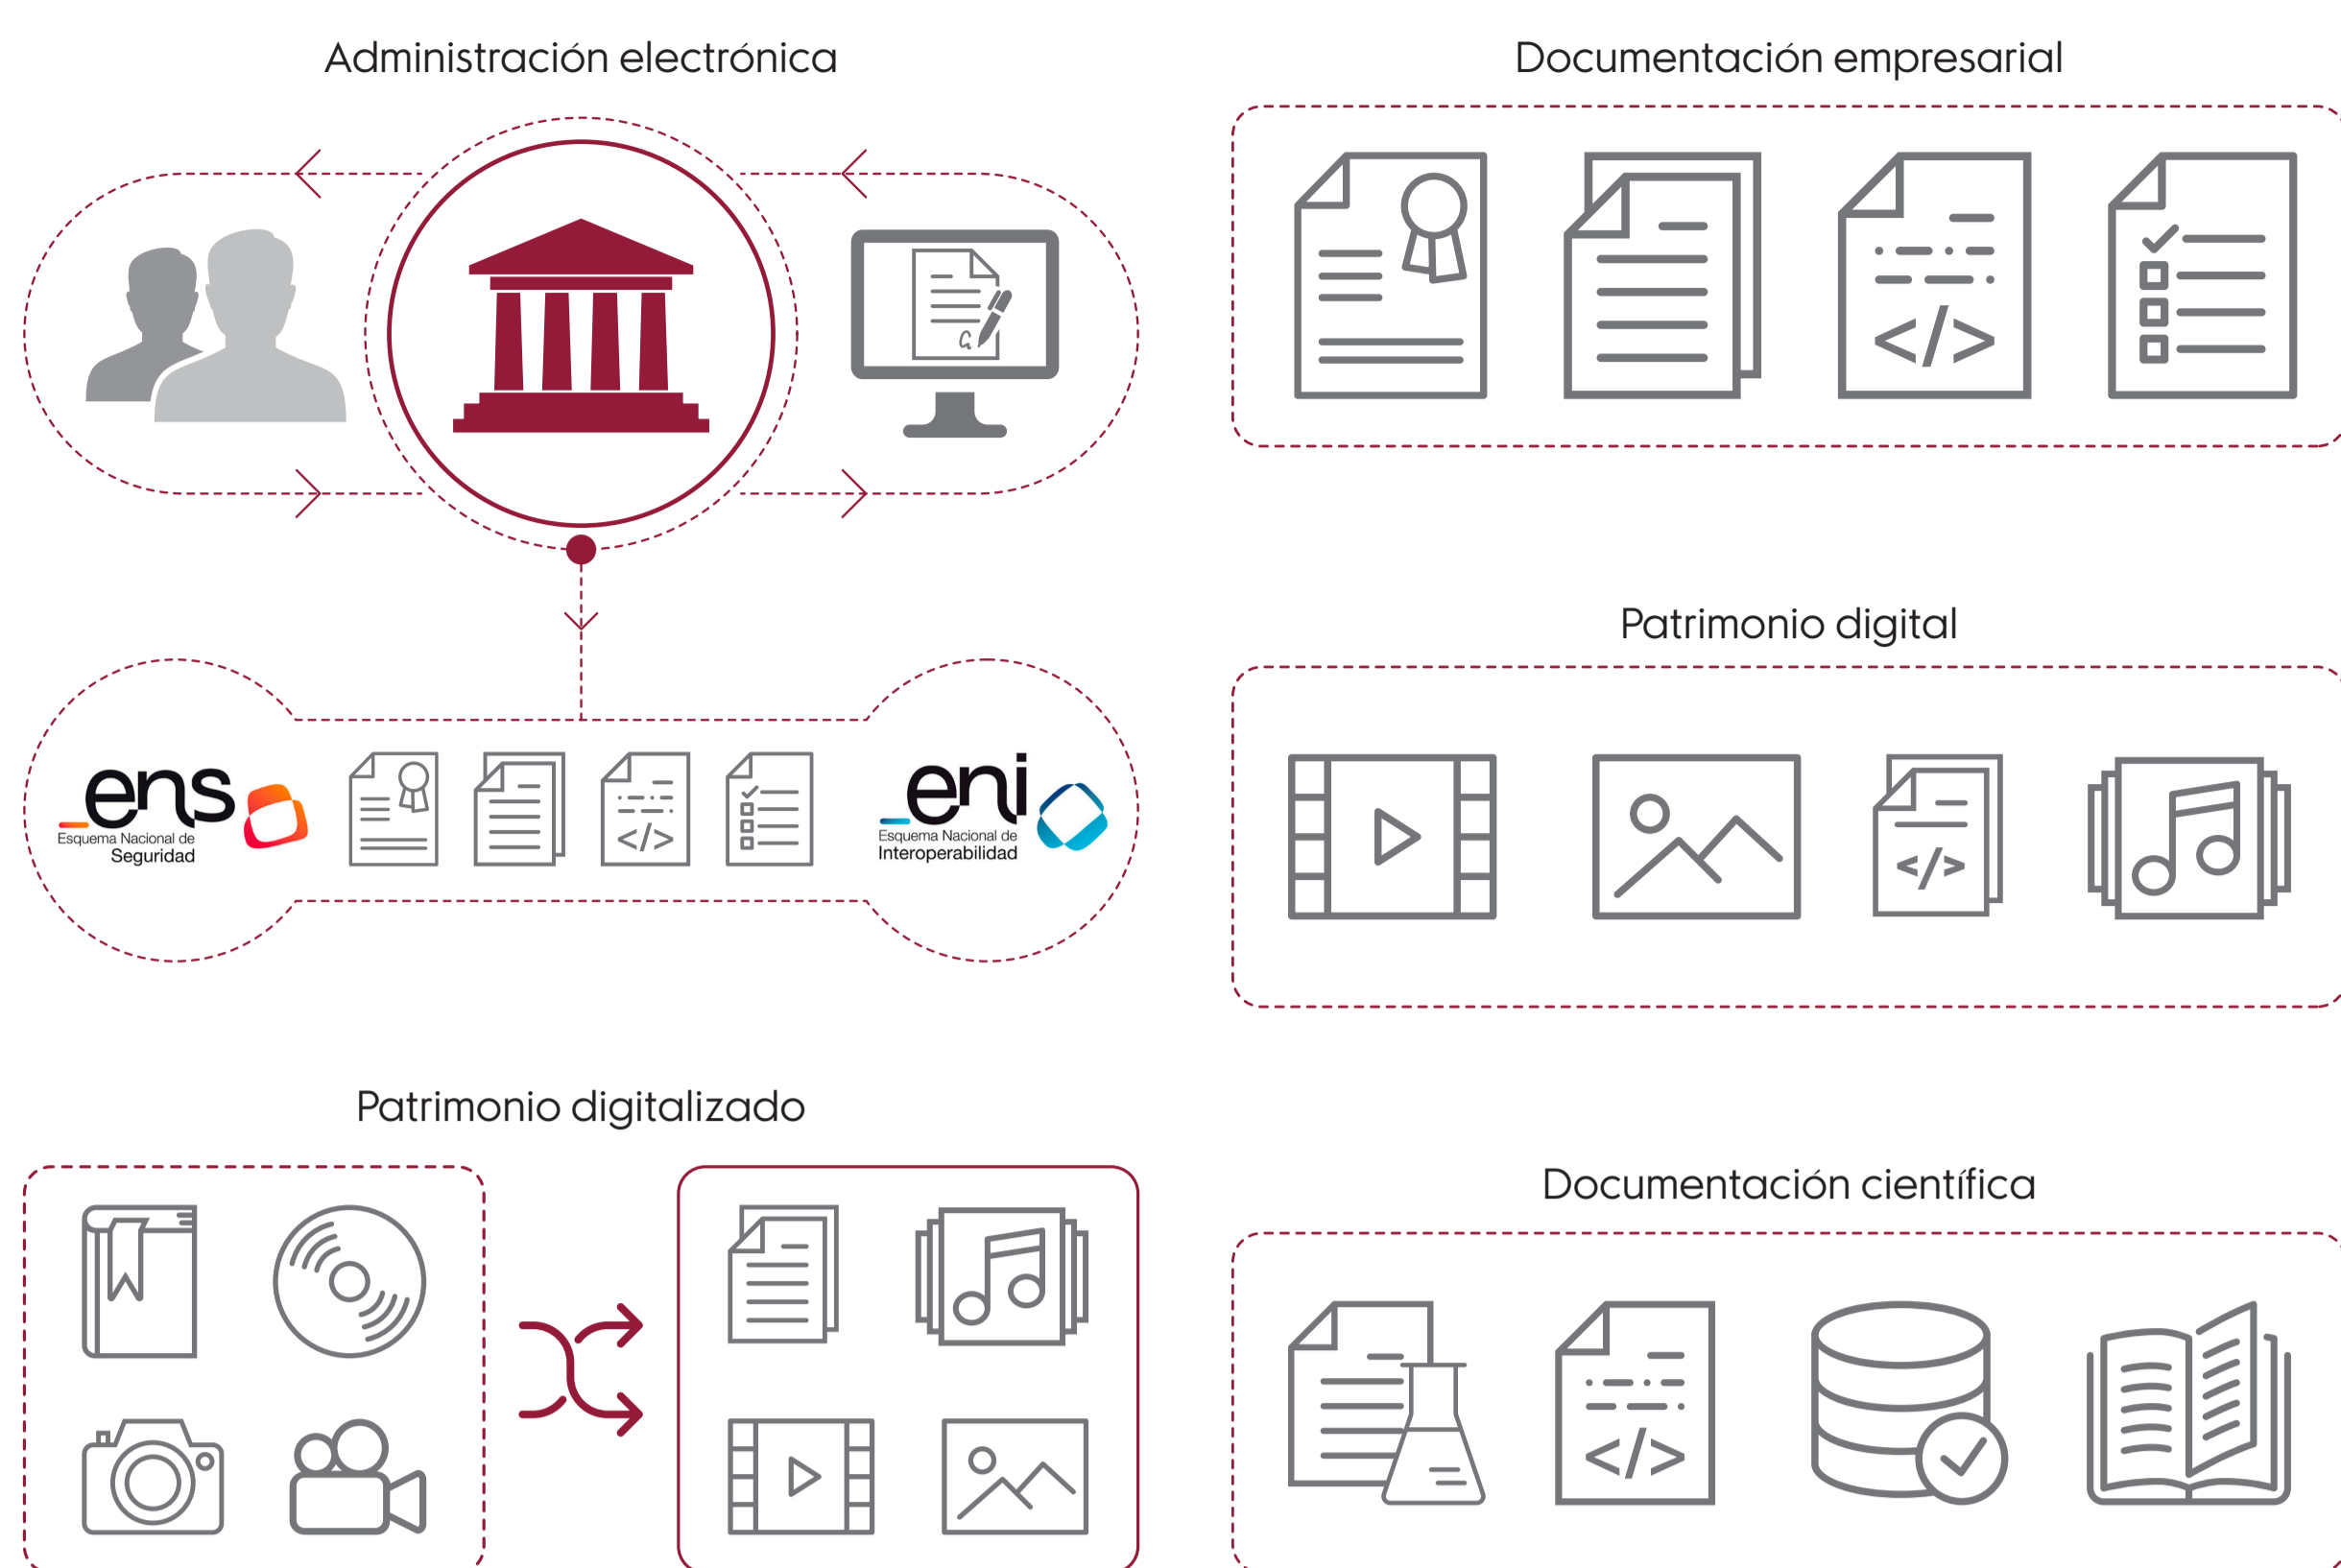 Administración electrónica
ens
Esquema Nacional de
Seguridad
</>
eni
Esquema Nacional de
Interoperabilidad
Patrimonio digitalizado
Documentación empresarial
</>
Patrimonio digital
</>
Documentación científica
</>